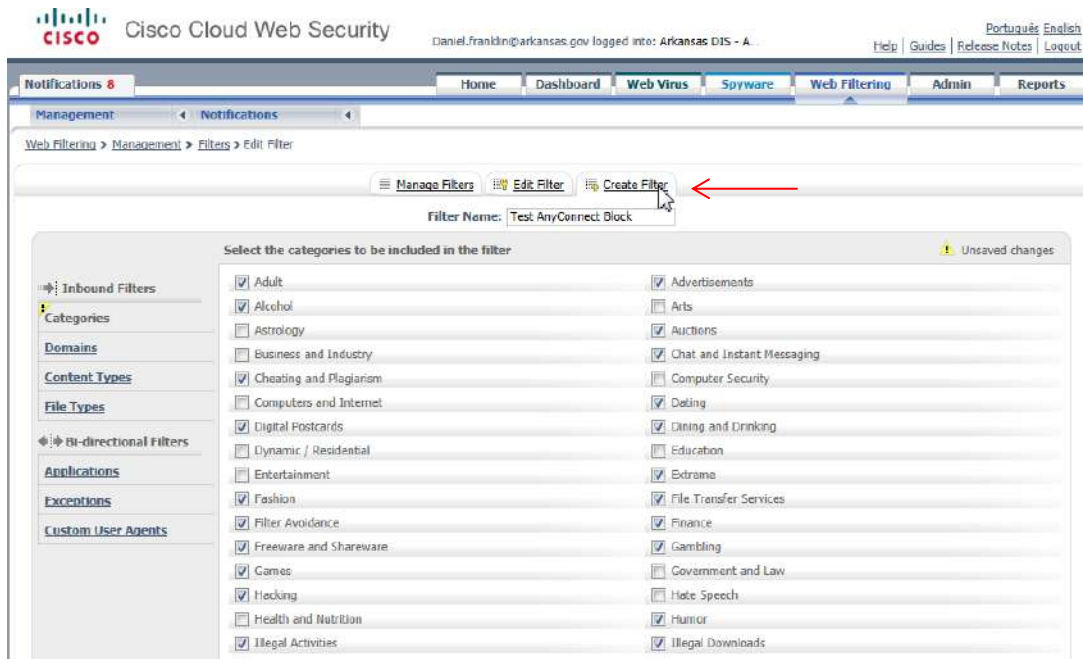 CISCO
Cisco Cloud Web Security
Daniel.franklin@arkansas.gov logged into: Arkansas DIS - A...
Português English
Help | Guides | Release Notes | Logout
Notifications 8
Home
Dashboard
Web Virus
Spyware
Web Filtering
Admin
Reports
Management
Notifications
Web Filtering > Management > Filters > Edit Filter
Manage Filters
Edit Filter
Create Filter
Filter Name: Test AnyConnect Block
Select the categories to be included in the filter
Unsaved changes
Inbound Filters
Categories
Domains
Content Types
File Types
Bi-directional Filters
Applications
Exceptions
Custom User Agents
Adult
Advertisements
Alcohol
Arts
Astrology
Auctions
Business and Industry
Chat and Instant Messaging
Cheating and Plagiarism
Computer Security
Computers and Internet
Dating
Digital Postcards
Dining and Drinking
Dynamic / Residential
Education
Entertainment
Extreme
Fashion
File Transfer Services
Filter Avoidance
Finance
Freeware and Shareware
Gambling
Games
Government and Law
Hacking
Hate Speech
Health and Nutrition
Humor
Illegal Activities
Illegal Downloads